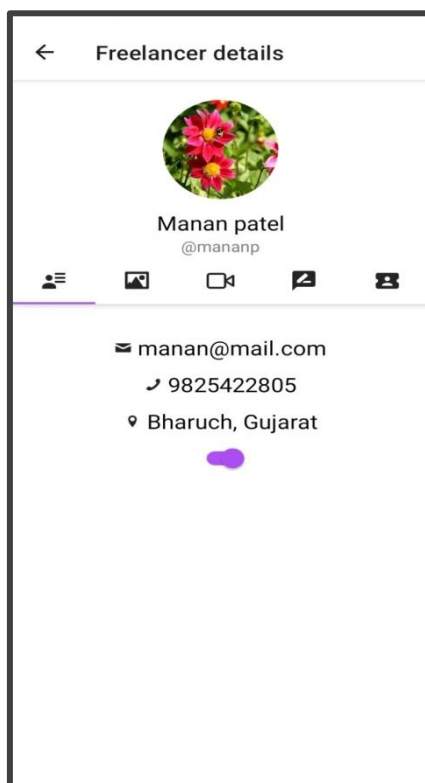 Freelancer details
Manan patel
@mananp
manan@mail.com
9825422805
Bharuch, Gujarat